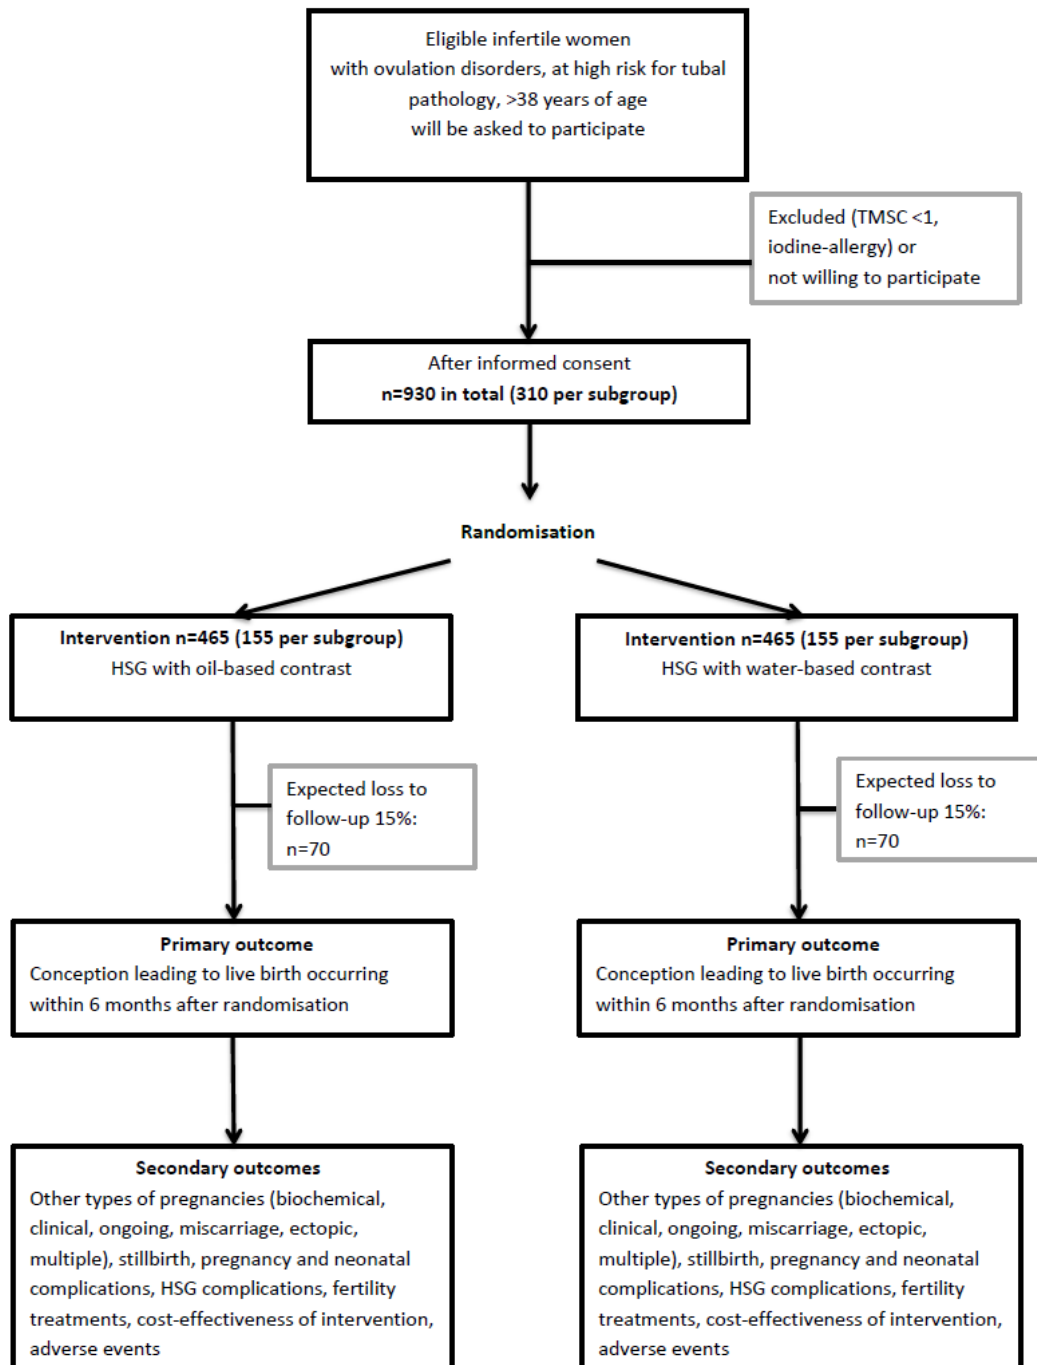 Eligible infertile women
with ovulation disorders, at high risk for tubal
pathology, >38 years of age
will be asked to participate
Excluded (TMSC <1,
iodine-allergy) or
not willing to participate
After informed consent
n=930 in total (310 per subgroup)
Randomisation
Intervention n=465 (155 per subgroup)
HSG with oil-based contrast
Intervention n=465 (155 per subgroup)
HSG with water-based contrast
Expected loss to
follow-up 15%:
n=70
Expected loss to
follow-up 15%:
n=70
Primary outcome
Conception leading to live birth occurring
within 6 months after randomisation
Primary outcome
Conception leading to live birth occurring
within 6 months after randomisation
Secondary outcomes
Other types of pregnancies (biochemical,
clinical, ongoing, miscarriage, ectopic,
multiple), stillbirth, pregnancy and neonatal
complications, HSG complications, fertility
treatments, cost-effectiveness of intervention,
adverse events
Secondary outcomes
Other types of pregnancies (biochemical,
clinical, ongoing, miscarriage, ectopic,
multiple), stillbirth, pregnancy and neonatal
complications, HSG complications, fertility
treatments, cost-effectiveness of intervention,
adverse events